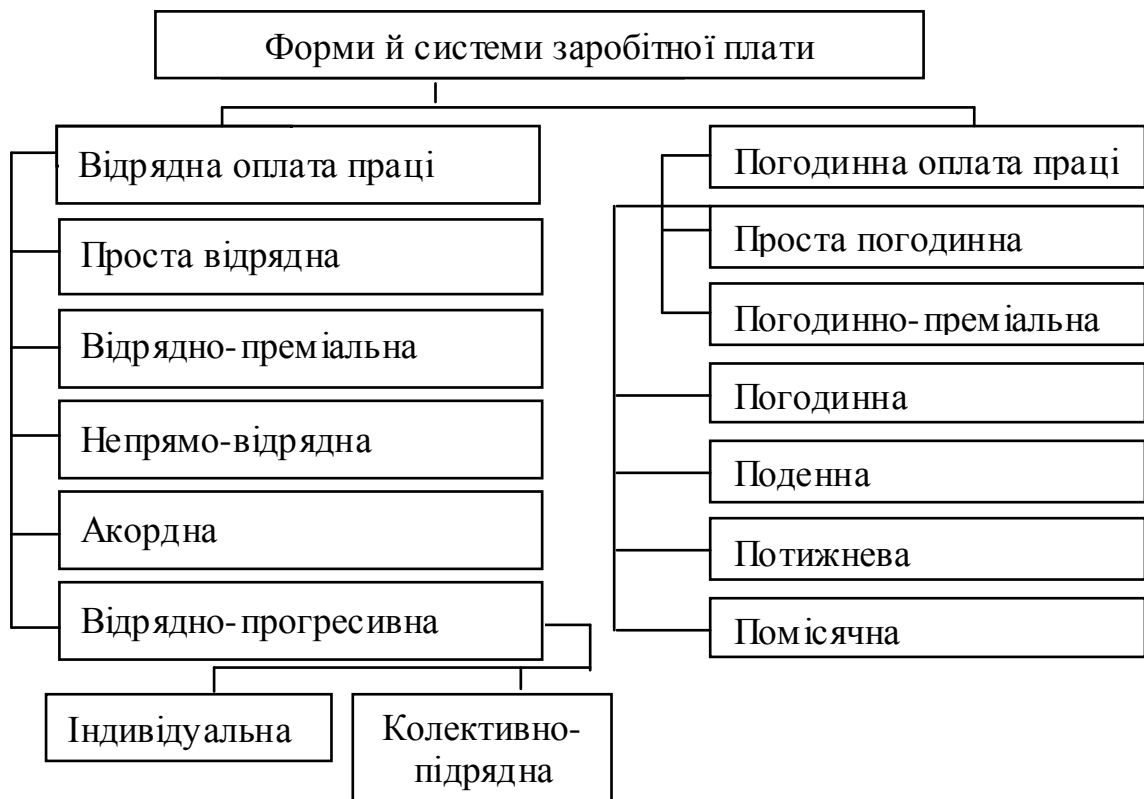 Форми й системи заробітної плати
Відрядна оплата праці
Проста відрядна
Відрядно-преміальна
Непрямо-відрядна
Акордна
Відрядно-прогресивна
Індивідуальна
Колективно-
підрядна
Погодинна оплата праці
Проста погодинна
Погодинно-преміальна
Погодинна
Поденна
Потижнева
Помісячна